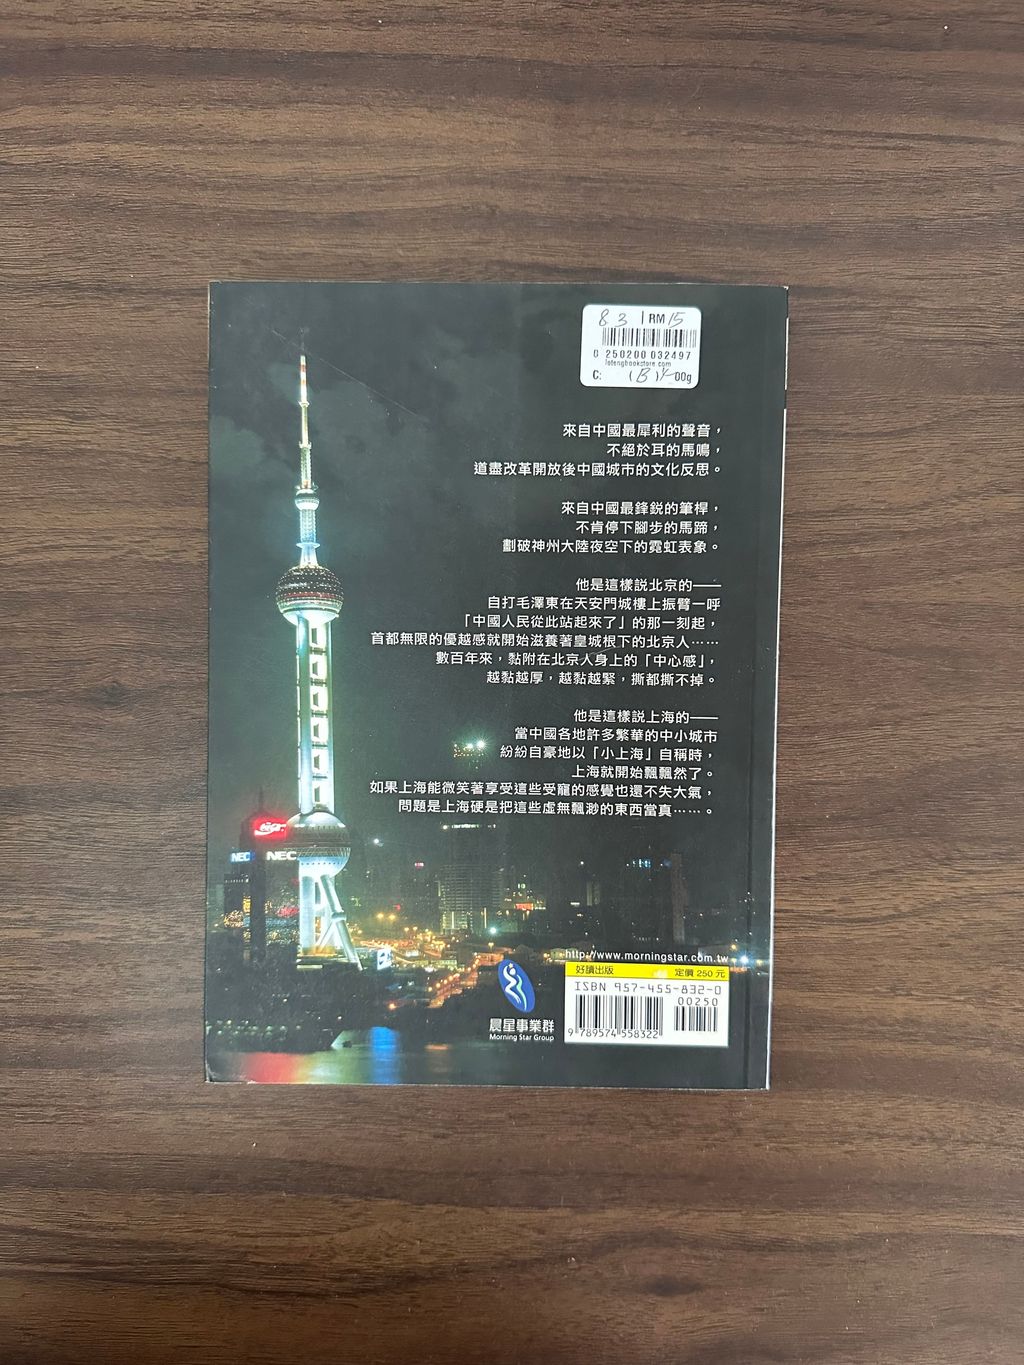 8 3 | RM 15
0 250200 032497
lofengbookstore.com
C: (B) 00g
來自中國最犀利的聲音，
不絕於耳的馬鳴，
道盡改革開放後中國城市的文化反思。
來自中國最鋒銳的筆桿，
不肯停下腳步的馬蹄，
劃破神州大陸夜空下的霓虹表象。
他是這樣說北京的——
自打毛澤東在天安門城樓上振臂一呼
「中國人民從此站起來了」的那一刻起，
首都無限的優越感就開始滋養著皇城根下的北京人……
數百年來，黏附在北京人身上的「中心感」，
越黏越厚，越黏越緊，撕都撕不掉。
他是這樣說上海的——
當中國各地許多繁華的中小城市
紛紛自豪地以「小上海」自稱時，
上海就開始飄飄然了。
如果上海能微笑著享受這些受寵的感覺也還不失大氣，
問題是上海硬是把這些虛無飄渺的東西當真……。
NEC
NEC
http://www.morningstar.com.tw
好讀出版 定價 250 元
ISBN 957-455-832-0
00250
9 789574 558322
晨星事業群
Morning Star Group